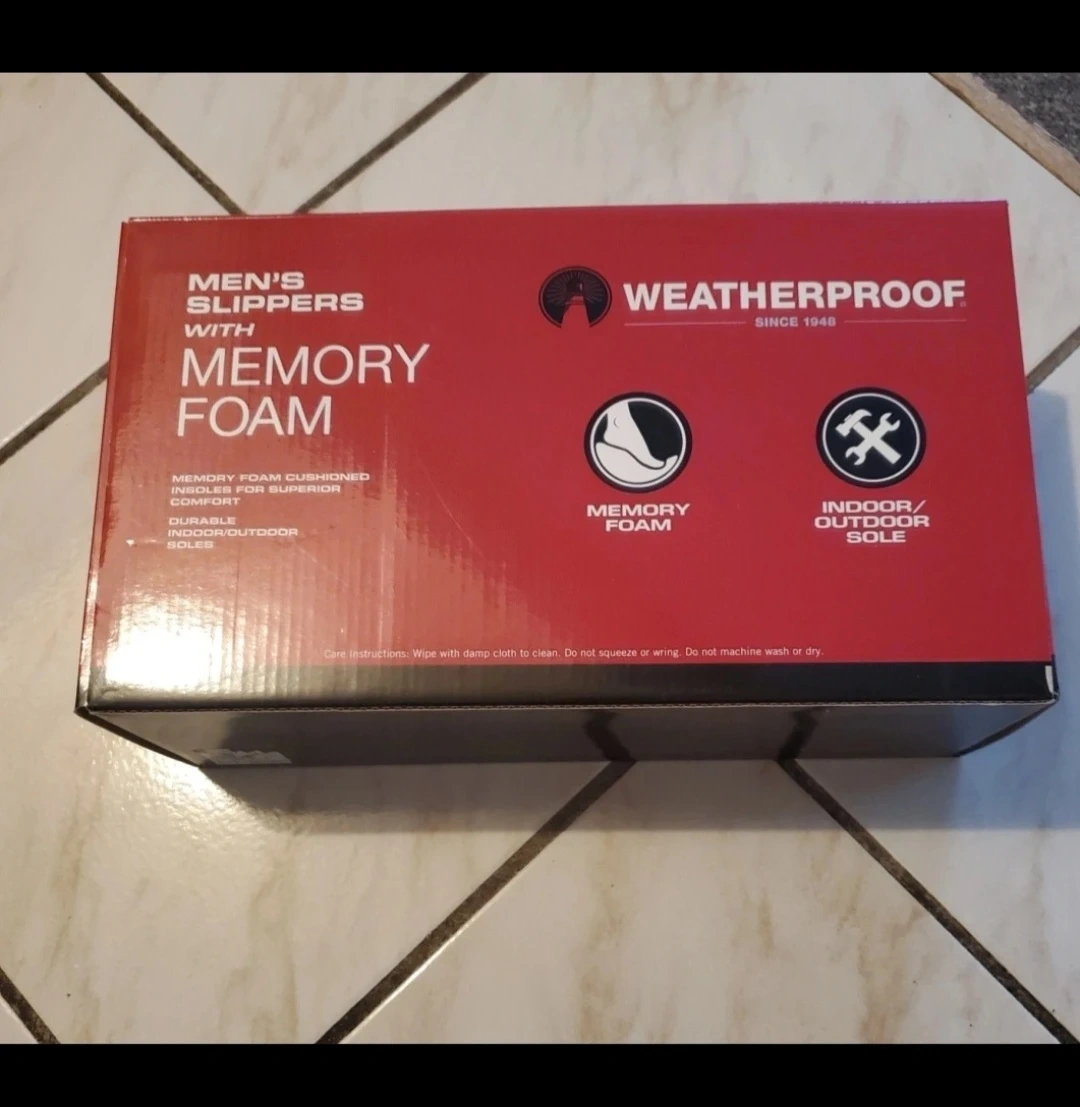 MEN'S
SLIPPERS
WITH
MEMORY
FOAM
MEMORY FOAM CUSHIONED
INSOLES FOR SUPERIOR
COMFORT
DURABLE
INDOOR/OUTDOOR
SOLES
WEATHERPROOF
SINCE 1948
MEMORY
FOAM
INDOOR/
OUTDOOR
SOLE
Care Instructions: Wipe with damp cloth to clean. Do not squeeze or wring. Do not machine wash or dry.